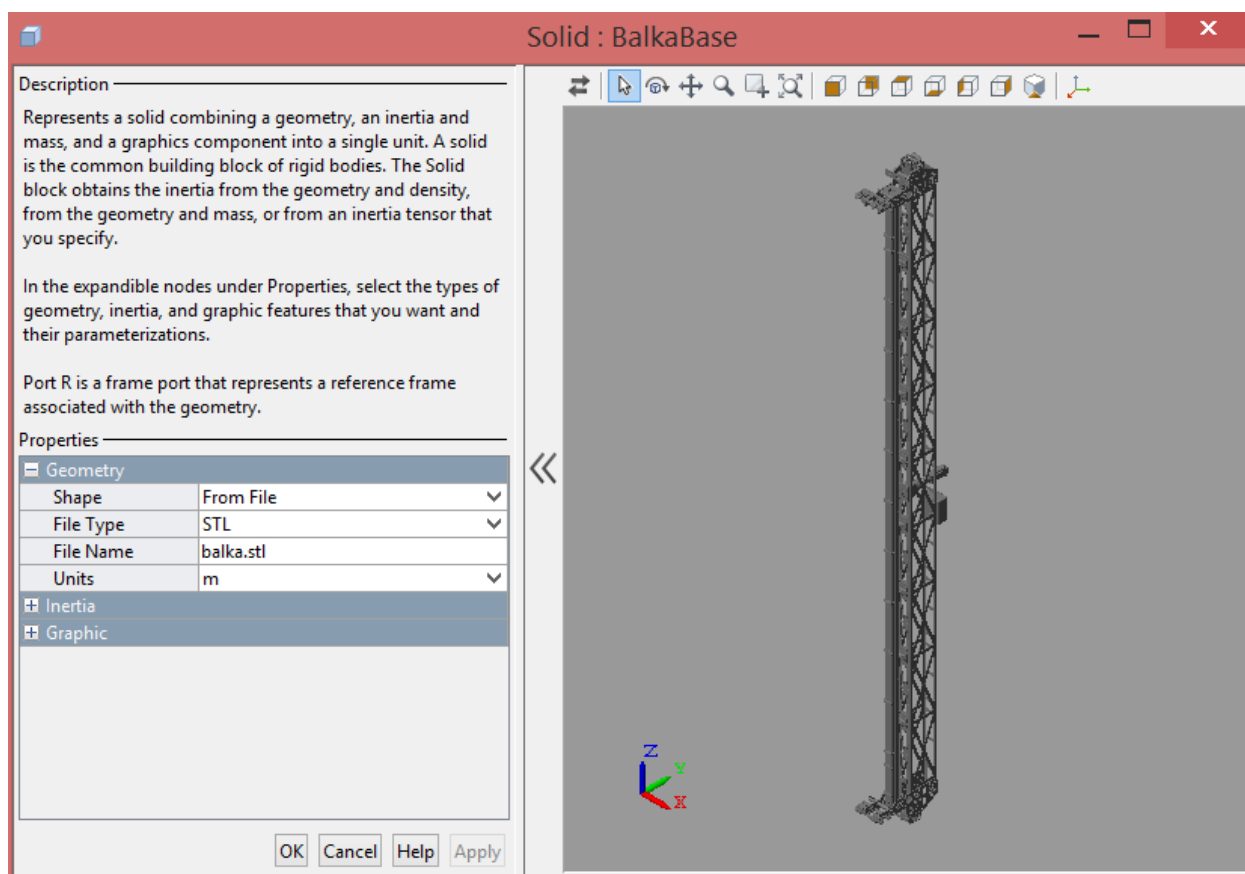 Solid : BalkaBase
Description
Represents a solid combining a geometry, an inertia and
mass, and a graphics component into a single unit. A solid
is the common building block of rigid bodies. The Solid
block obtains the inertia from the geometry and density,
from the geometry and mass, or from an inertia tensor that
you specify.
In the expandible nodes under Properties, select the types of
geometry, inertia, and graphic features that you want and
their parameterizations.
Port R is a frame port that represents a reference frame
associated with the geometry.
Properties
Geometry
Shape From File
File Type STL
File Name balka.stl
Units m
Inertia
Graphic
OK Cancel Help Apply
Z
Y
X